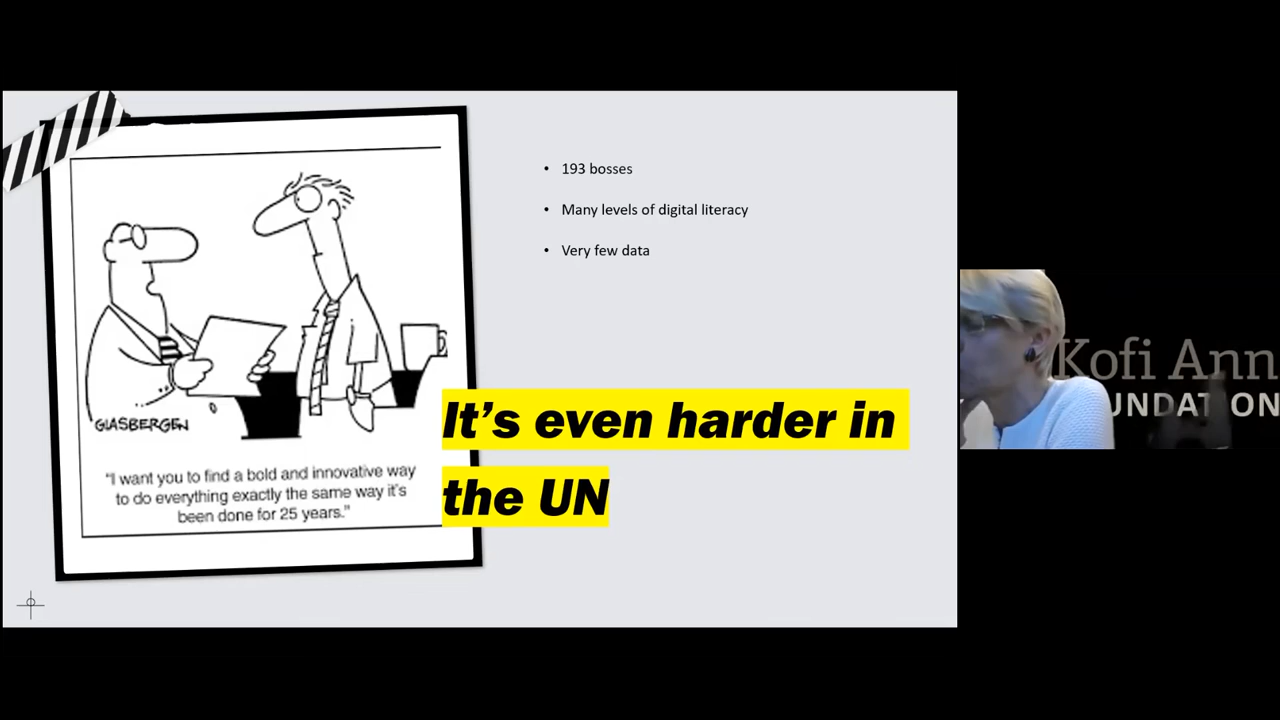 GLASBERGEN
"I want you to find a bold and innovative way
to do everything exactly the same way it's
been done for 25 years."
• 193 bosses
• Many levels of digital literacy
• Very few data
It's even harder in
the UN
Kofi Ann
UNDATION